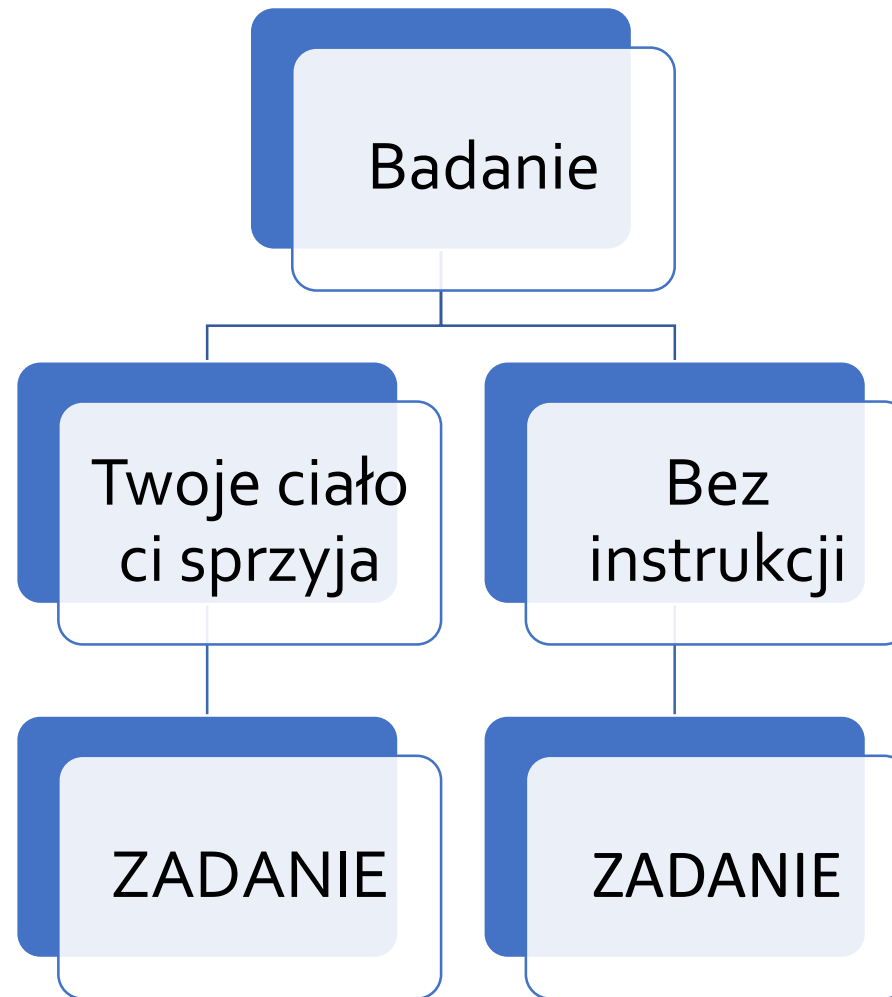 Badanie
Twoje ciało
ci sprzyja
Bez
instrukcji
ZADANIE
ZADANIE